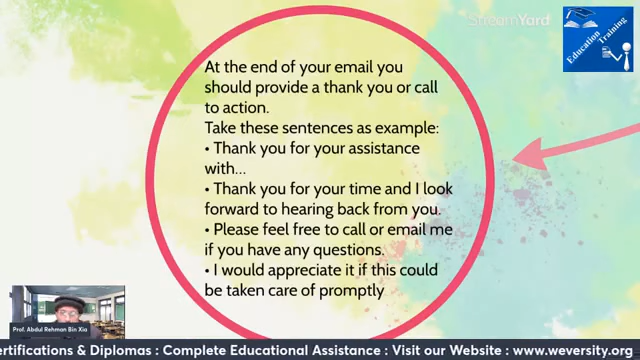 StreamYard
Education
Training
At the end of your email you
should provide a thank you or call
to action.
Take these sentences as example:
• Thank you for your assistance
with...
• Thank you for your time and I look
forward to hearing back from you.
• Please feel free to call or email me
if you have any questions.
• I would appreciate it if this could
be taken care of promptly
Prof. Abdul Rehman Bin Xia
ertifications & Diplomas : Complete Educational Assistance : Visit our Website : www.weversity.org